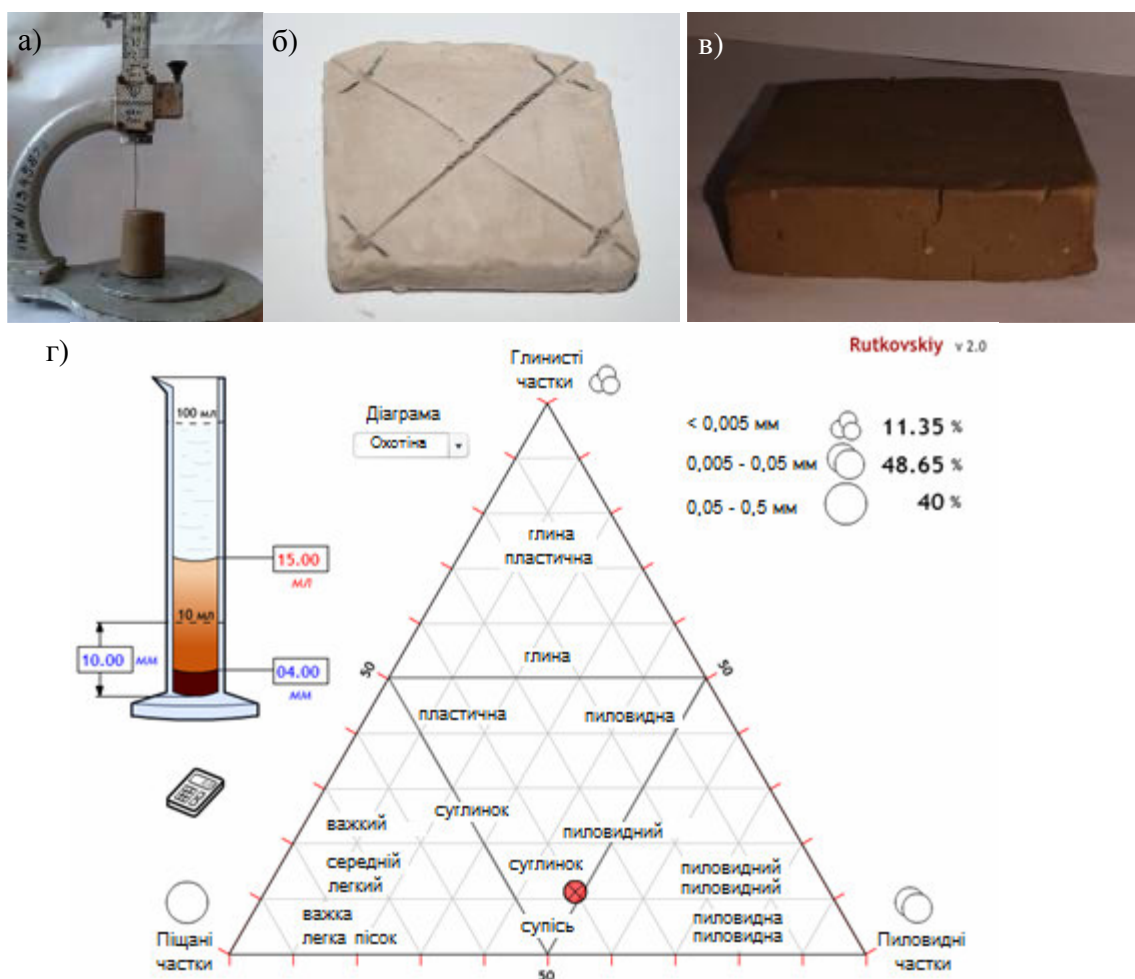 а)
б)
в)
г)
Rutkovskiy v 2.0
100 мл
15.00
мл
10 мл
10.00 мм
04.00
мм
Діаграма
Охотіна
Глинисті
частки
< 0,005 мм 11.35 %
0,005 - 0,05 мм 48.65 %
0,05 - 0,5 мм 40 %
глина
пластична
глина
50
50
пластична
пиловидна
суглинок
важкий
пиловидний
середній
легкий
суглинок
пиловидний
пиловидний
важка
легка пісок
супісь
пиловидна
пиловидна
Піщані
частки
50
Пиловидні
частки